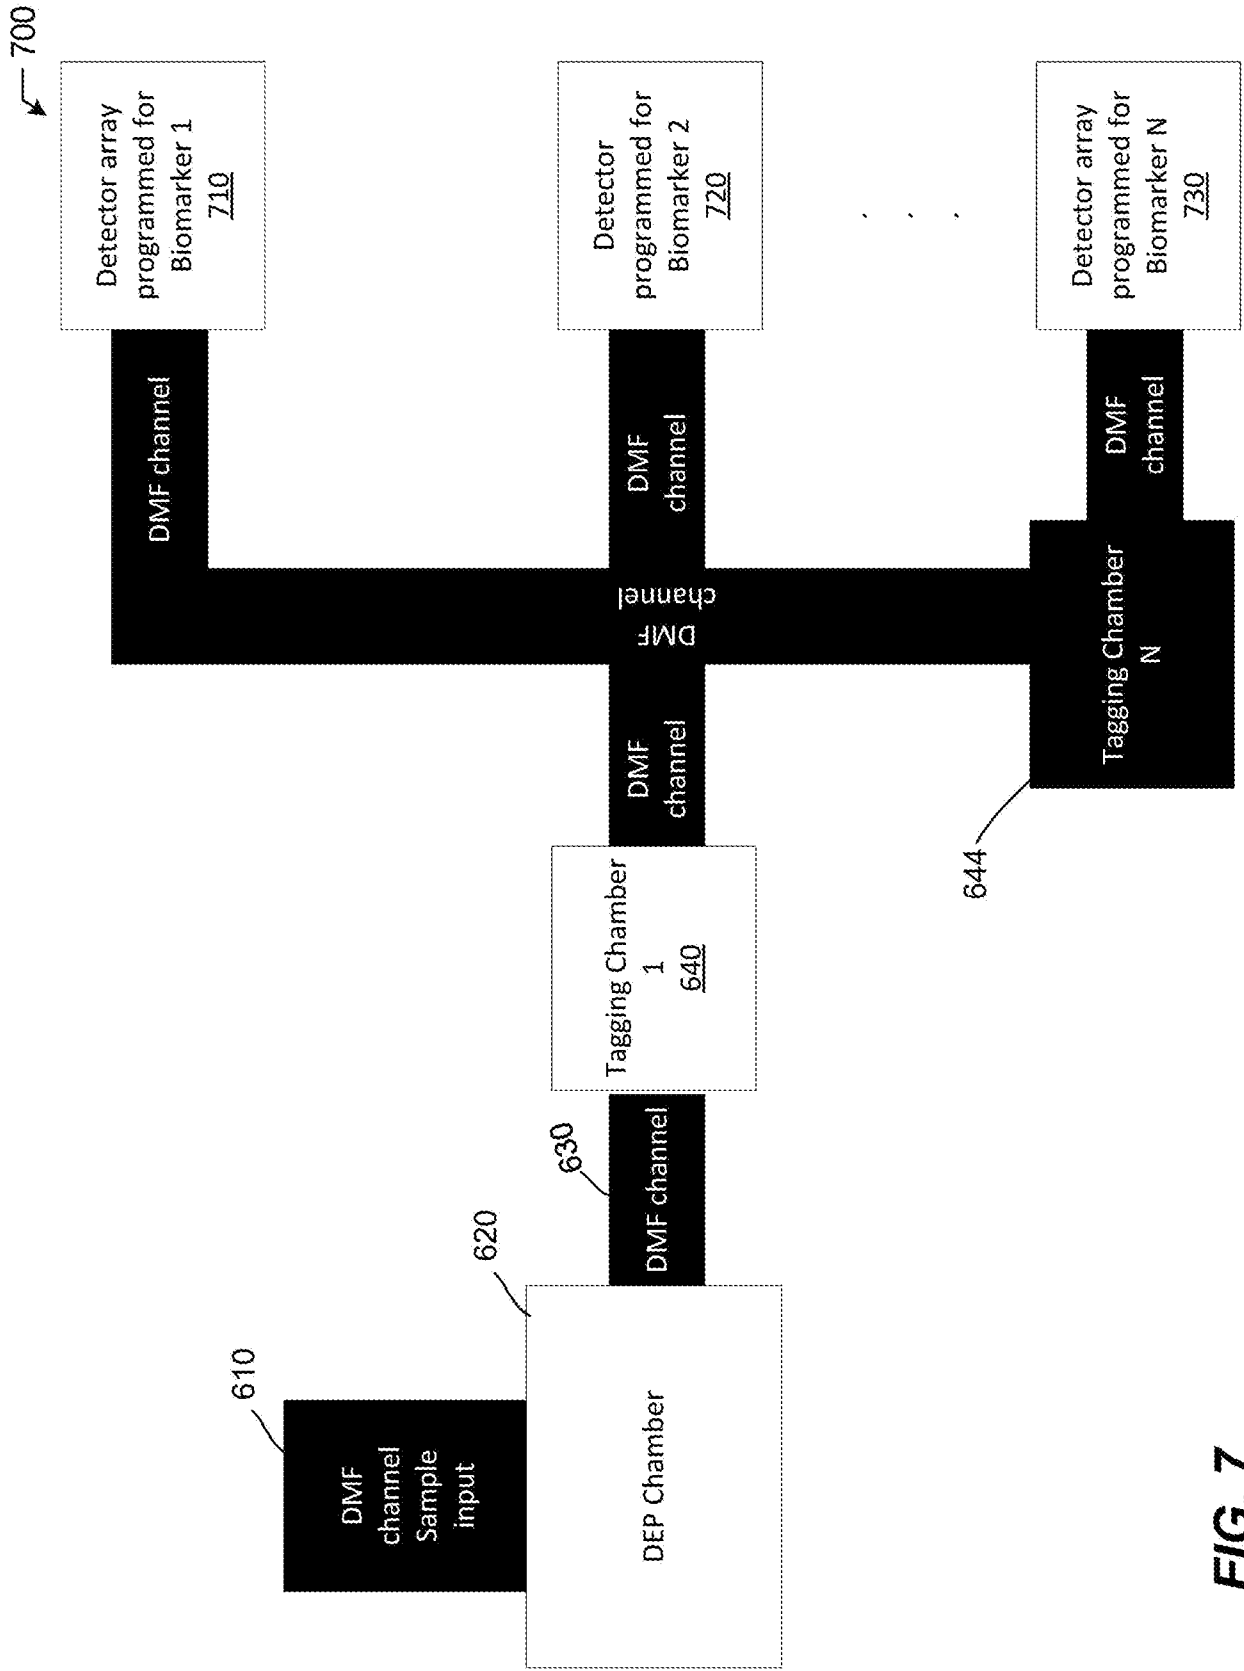 700
Detector array
programmed for
Biomarker 1
710
DMF channel
Detector
programmed for
Biomarker 2
720
DMF
channel
DMF
channel
DMF
channel
Detector array
programmed for
Biomarker N
730
DMF
channel
Tagging Chamber
N
644
Tagging Chamber
1
640
630
DMF channel
620
DEP Chamber
610
DMF
channel
Sample
input
FIG. 7